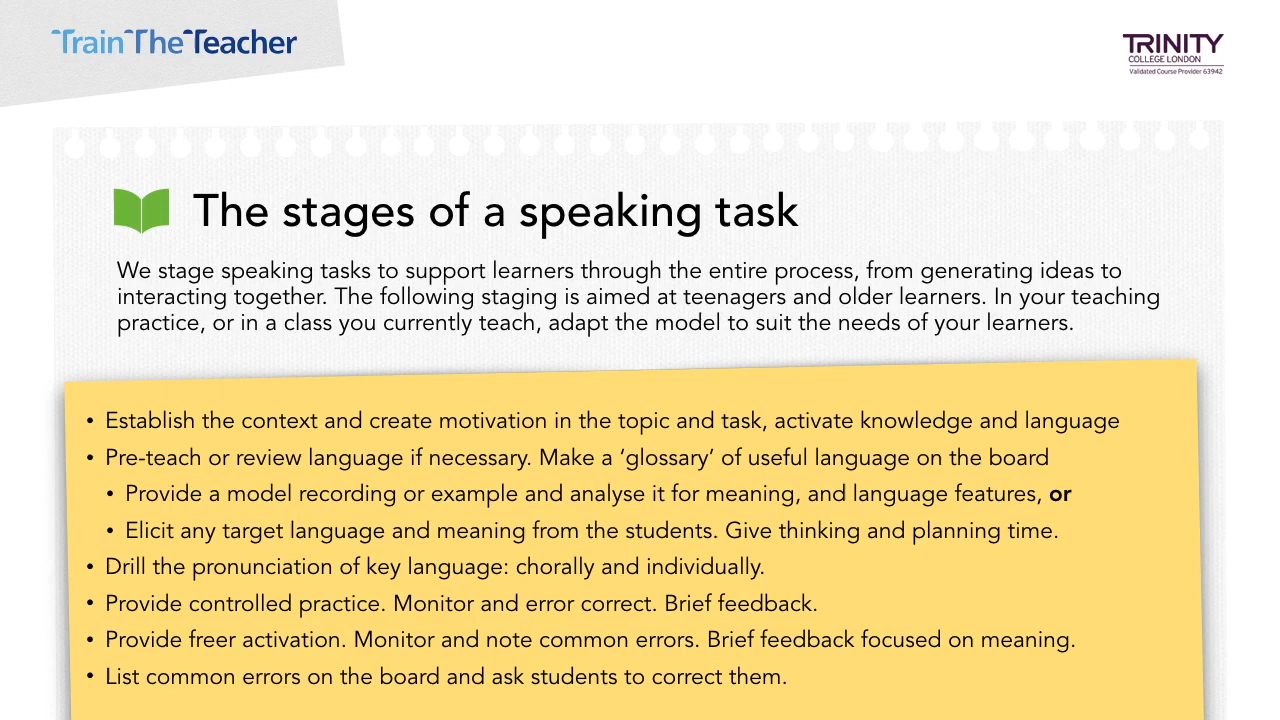 TrainTheTeacher
TRINITY
COLLEGE LONDON
Validated Course Provider 63942
The stages of a speaking task
We stage speaking tasks to support learners through the entire process, from generating ideas to
interacting together. The following staging is aimed at teenagers and older learners. In your teaching
practice, or in a class you currently teach, adapt the model to suit the needs of your learners.
• Establish the context and create motivation in the topic and task, activate knowledge and language
• Pre-teach or review language if necessary. Make a ‘glossary’ of useful language on the board
• Provide a model recording or example and analyse it for meaning, and language features, or
• Elicit any target language and meaning from the students. Give thinking and planning time.
• Drill the pronunciation of key language: chorally and individually.
• Provide controlled practice. Monitor and error correct. Brief feedback.
• Provide freer activation. Monitor and note common errors. Brief feedback focused on meaning.
• List common errors on the board and ask students to correct them.